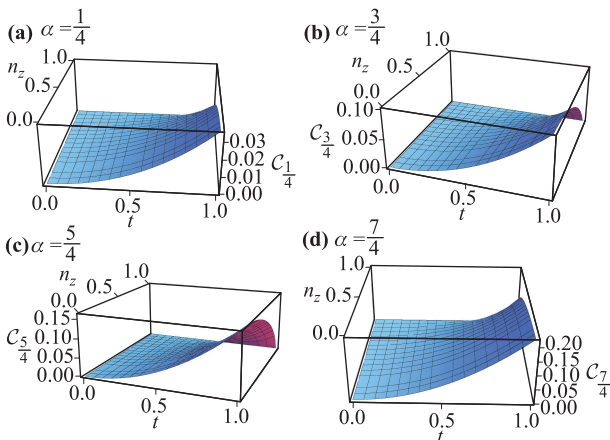 (a) α = 1/4
1.0
n_z
0.5
0.0
0.03
0.02
0.01
0.00
C_{1/4}
0.0 0.5 1.0
t
(b) α = 3/4
1.0
n_z
0.5
0.0
0.10
0.05
0.00
C_{3/4}
0.0 0.5 1.0
t
(c) α = 5/4
n_z
1.0
0.5
0.0
0.15
0.10
0.05
0.00
C_{5/4}
0.0 0.5 1.0
t
(d) α = 7/4
1.0
n_z
0.5
0.0
0.20
0.15
0.10
0.05
0.00
C_{7/4}
0.0 0.5 1.0
t